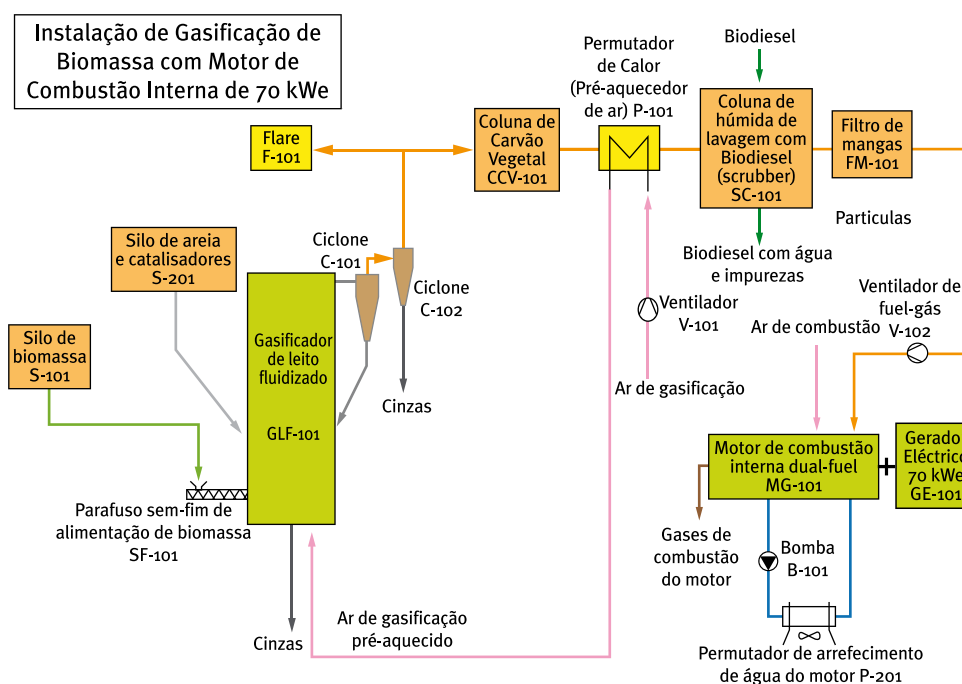 Instalação de Gasificação de
Biomassa com Motor de
Combustão Interna de 70 kWe
Flare
F-101
Coluna de
Carvão
Vegetal
CCV-101
Permutador
de Calor
(Pré-aquecedor
de ar) P-101
Biodiesel
Coluna de
húmida de
lavagem com
Biodiesel
(scrubber)
SC-101
Filtro de
mangas
FM-101
Particulas
Biodiesel com água
e impurezas
Silo de areia
e catalisadores
S-201
Ciclone
C-101
Ciclone
C-102
Ventilador
V-101
Ventilador de
fuel-gás
V-102
Ar de combustão
Silo de
biomassa
S-101
Gasificador
de leito
fluidizado
GLF-101
Cinzas
Ar de gasificação
Motor de combustão
interna dual-fuel
MG-101
Gerado
Eléctrico
70 kWe
GE-101
Parafuso sem-fim de
alimentação de biomassa
SF-101
Gases de
combustão
do motor
Bomba
B-101
Ar de gasificação
pré-aquecido
Cinzas
Permutador de arrefecimento
de água do motor P-201